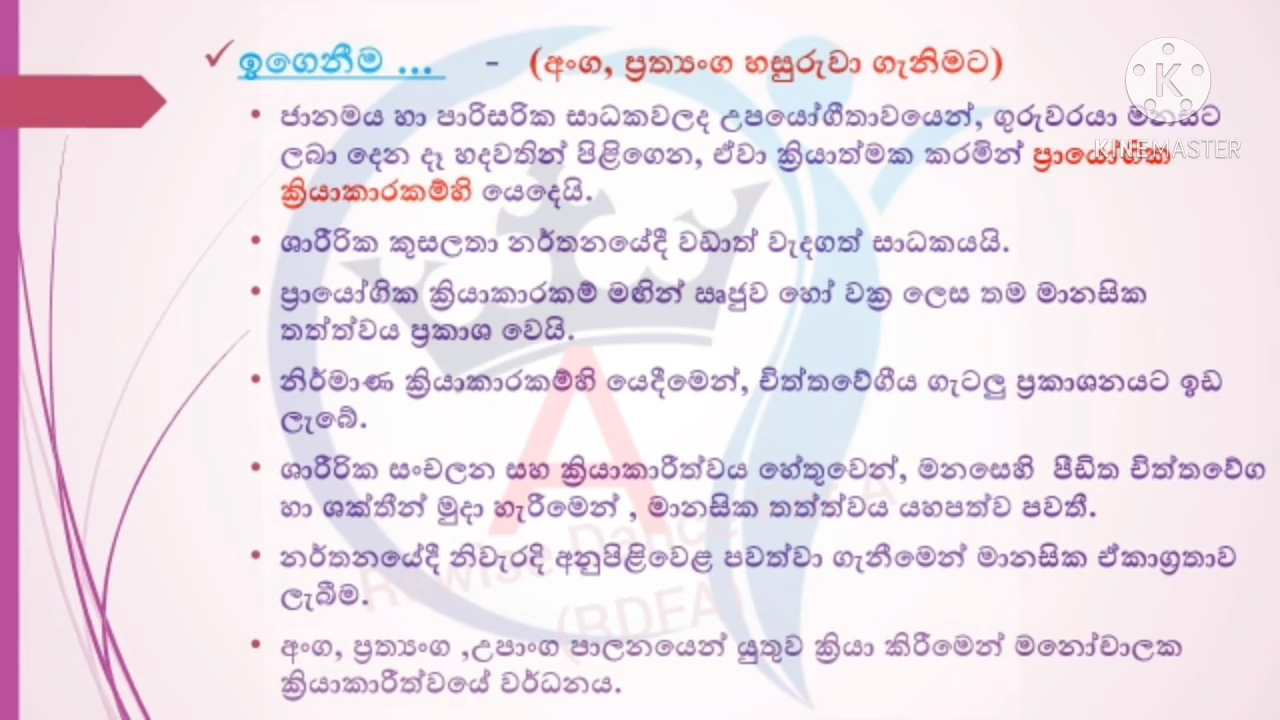 ✓ ඉගෙනීම ... - (අංග, ප්‍රත්‍යංග හසුරුවා ගැනිමට)
• ජානමය හා පාරිසරික සාධකවලද උපයෝගීතාවයෙන්, ගුරුවරයා මනසට
ලබා දෙන දෑ හදවතින් පිළිගෙන, ඒවා ක්‍රියාත්මක කරමින් ප්‍රායෝගික
ක්‍රියාකාරකම්හි යෙදෙයි.
• ශාරීරික කුසලතා නර්තනයේදී වඩාත් වැදගත් සාධකයයි.
• ප්‍රායෝගික ක්‍රියාකාරකම් මඟින් ඍජුව හෝ වක්‍ර ලෙස තම මානසික
තත්ත්වය ප්‍රකාශ වෙයි.
• නිර්මාණ ක්‍රියාකාරකම්හි යෙදීමෙන්, චිත්තවේගීය ගැටලු ප්‍රකාශනයට ඉඩ
ලැබේ.
• ශාරීරික සංචලන සහ ක්‍රියාකාරීත්වය හේතුවෙන්, මනසෙහි පීඩිත චිත්තවේග
හා ශක්තීන් මුදා හැරීමෙන් , මානසික තත්ත්වය යහපත්ව පවතී.
• නර්තනයේදී නිවැරදි අනුපිළිවෙළ පවත්වා ගැනීමෙන් මානසික ඒකාග්‍රතාව
ලැබීම.
• අංග, ප්‍රත්‍යංග ,උපාංග පාලනයෙන් යුතුව ක්‍රියා කිරීමෙන් මනෝචාලක
ක්‍රියාකාරීත්වයේ වර්ධනය.
K
KINEMASTER
A
Dance
(BDEA)